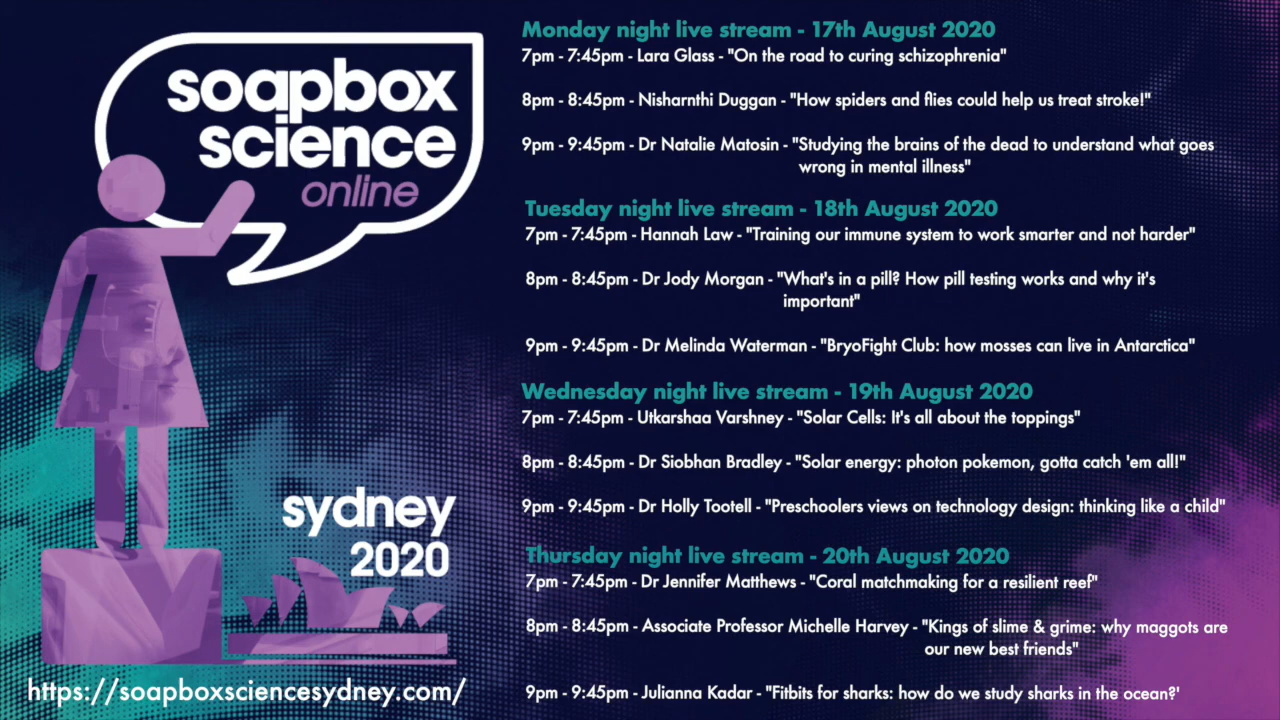 soapbox
science
online
sydney
2020
https://soapboxsciencesydney.com/
Monday night live stream - 17th August 2020
7pm - 7:45pm - Lara Glass - "On the road to curing schizophrenia"
8pm - 8:45pm - Nisharnthi Duggan - "How spiders and flies could help us treat stroke!"
9pm - 9:45pm - Dr Natalie Matosin - "Studying the brains of the dead to understand what goes
wrong in mental illness"
Tuesday night live stream - 18th August 2020
7pm - 7:45pm - Hannah Law - "Training our immune system to work smarter and not harder"
8pm - 8:45pm - Dr Jody Morgan - "What's in a pill? How pill testing works and why it's
important"
9pm - 9:45pm - Dr Melinda Waterman - "BryoFight Club: how mosses can live in Antarctica"
Wednesday night live stream - 19th August 2020
7pm - 7:45pm - Utkarshaa Varshney - "Solar Cells: It's all about the toppings"
8pm - 8:45pm - Dr Siobhan Bradley - "Solar energy: photon pokemon, gotta catch 'em all!"
9pm - 9:45pm - Dr Holly Tootell - "Preschoolers views on technology design: thinking like a child"
Thursday night live stream - 20th August 2020
7pm - 7:45pm - Dr Jennifer Matthews - "Coral matchmaking for a resilient reef"
8pm - 8:45pm - Associate Professor Michelle Harvey - "Kings of slime & grime: why maggots are
our new best friends"
9pm - 9:45pm - Julianna Kadar - "Fitbits for sharks: how do we study sharks in the ocean?'